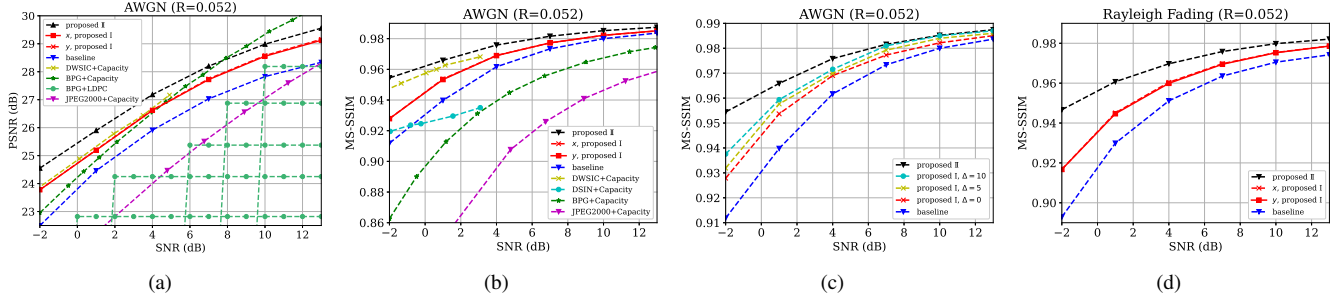 AWGN (R=0.052)
PSNR (dB)
30
29
28
27
26
25
24
23
proposed II
x, proposed I
y, proposed I
baseline
DWSIC+Capacity
BPG+Capacity
BPG+LDPC
JPEG2000+Capacity
−2 0 2 4 6 8 10 12
SNR (dB)
(a)
AWGN (R=0.052)
MS-SSIM
0.98
0.96
0.94
0.92
0.90
0.88
0.86
proposed II
x, proposed I
y, proposed I
baseline
DWSIC+Capacity
DSIN+Capacity
BPG+Capacity
JPEG2000+Capacity
−2 0 2 4 6 8 10 12
SNR (dB)
(b)
AWGN (R=0.052)
MS-SSIM
0.99
0.98
0.97
0.96
0.95
0.94
0.93
0.92
0.91
proposed II
proposed I, Δ = 10
proposed I, Δ = 5
proposed I, Δ = 0
baseline
−2 0 2 4 6 8 10 12
SNR (dB)
(c)
Rayleigh Fading (R=0.052)
MS-SSIM
0.98
0.96
0.94
0.92
0.90
proposed II
x, proposed I
y, proposed I
baseline
−2 0 2 4 6 8 10 12
SNR (dB)
(d)